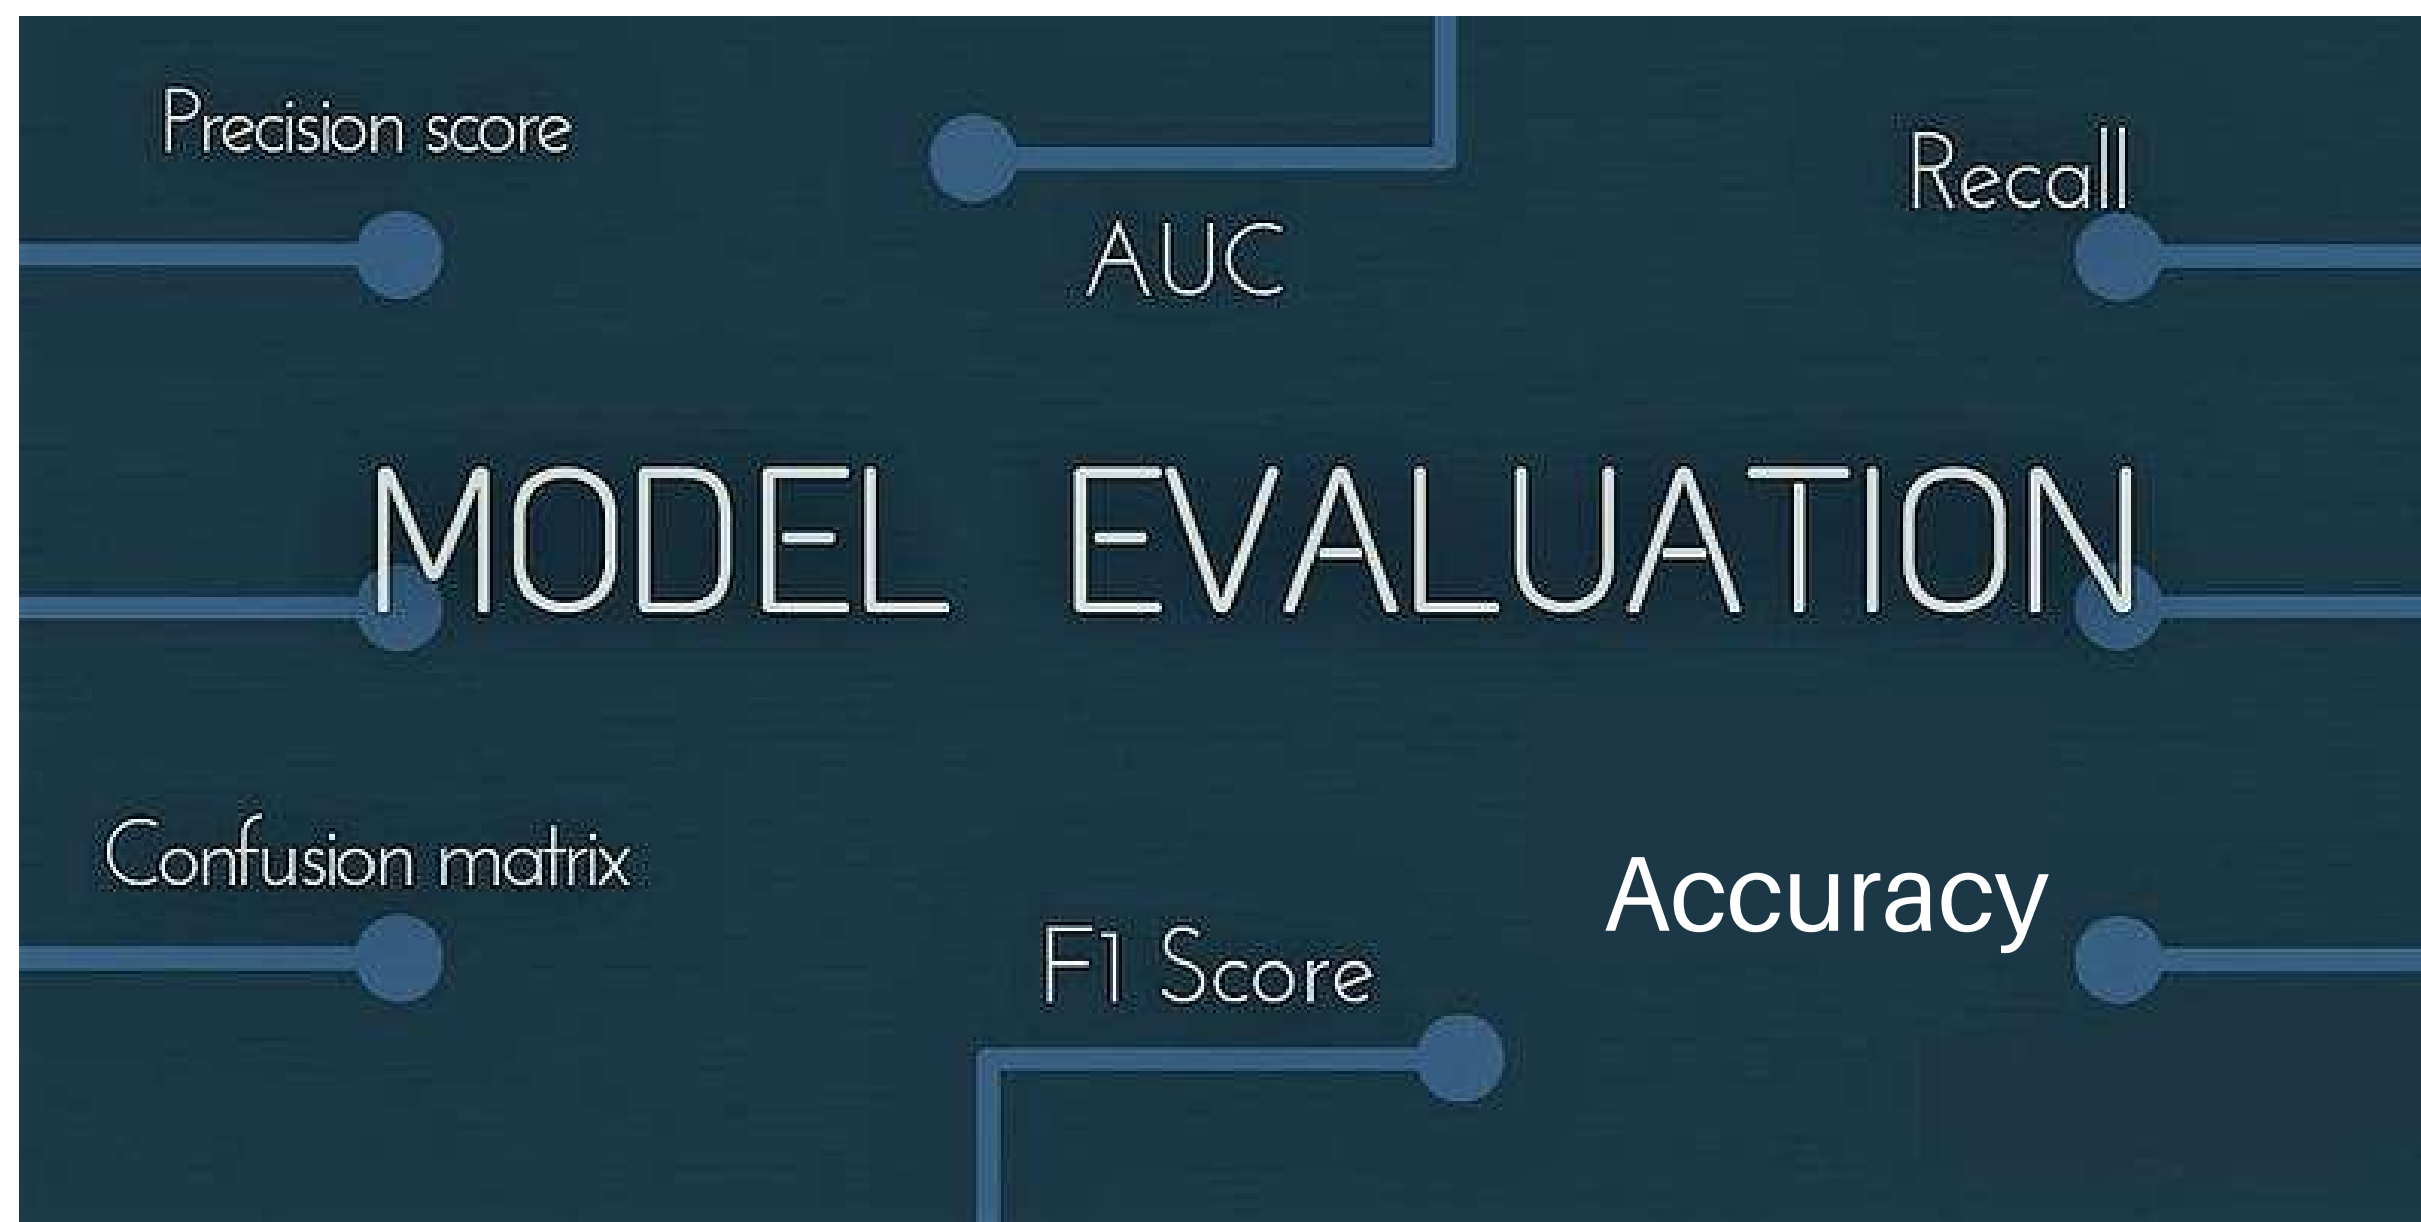 Precision score
AUC
Recall
MODEL EVALUATION
Confusion matrix
F1 Score
Accuracy